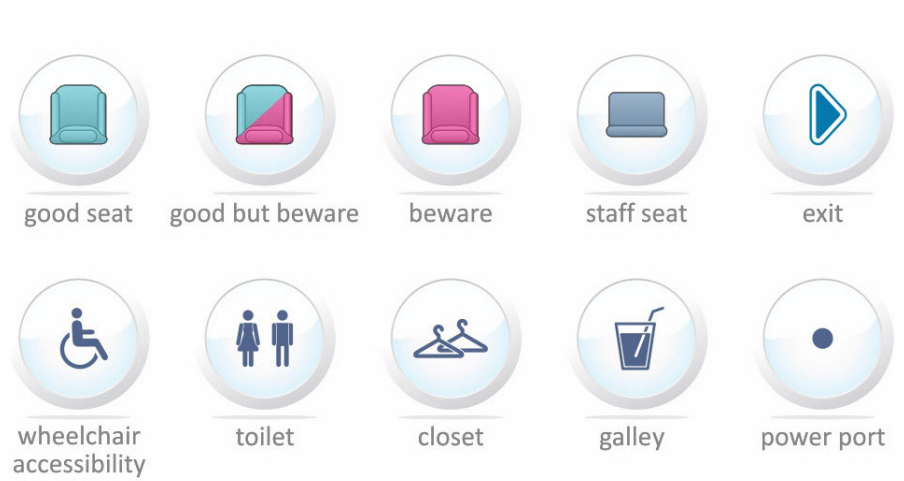 good seat
good but beware
beware
staff seat
exit
wheelchair
accessibility
toilet
closet
galley
power port